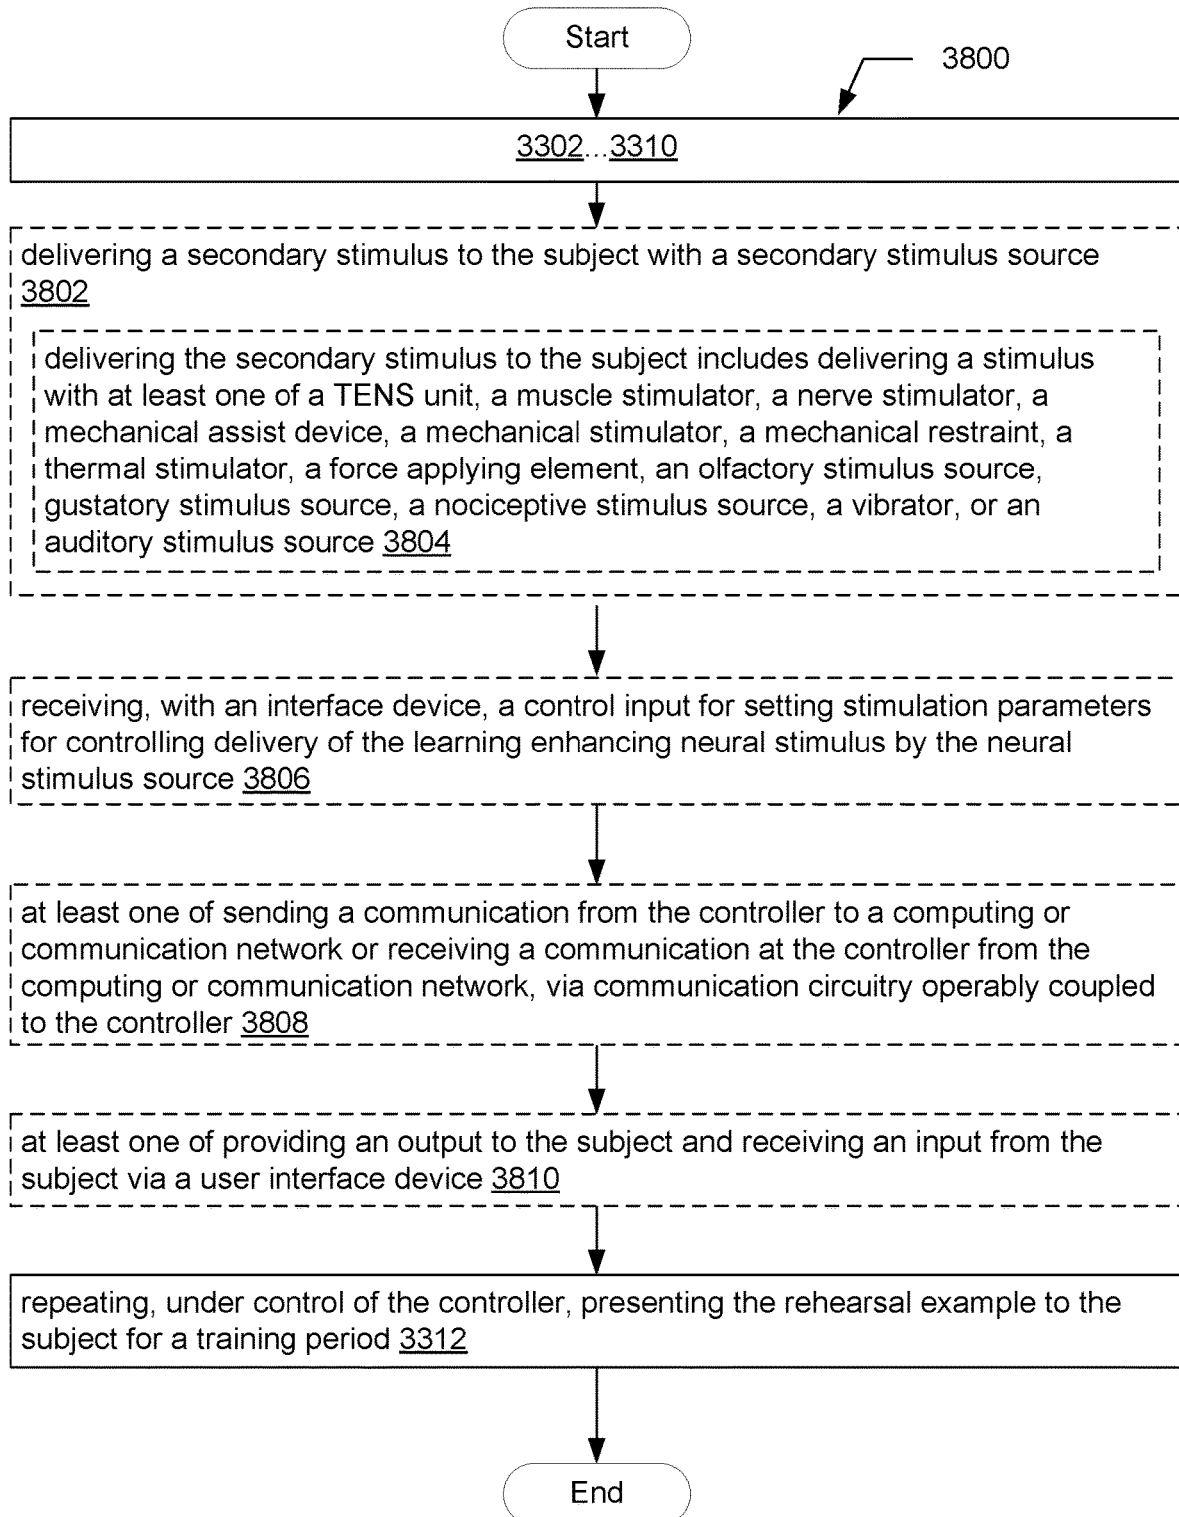 Start
3800
3302...3310
delivering a secondary stimulus to the subject with a secondary stimulus source
3802
delivering the secondary stimulus to the subject includes delivering a stimulus
with at least one of a TENS unit, a muscle stimulator, a nerve stimulator, a
mechanical assist device, a mechanical stimulator, a mechanical restraint, a
thermal stimulator, a force applying element, an olfactory stimulus source,
gustatory stimulus source, a nociceptive stimulus source, a vibrator, or an
auditory stimulus source 3804
receiving, with an interface device, a control input for setting stimulation parameters
for controlling delivery of the learning enhancing neural stimulus by the neural
stimulus source 3806
at least one of sending a communication from the controller to a computing or
communication network or receiving a communication at the controller from the
computing or communication network, via communication circuitry operably coupled
to the controller 3808
at least one of providing an output to the subject and receiving an input from the
subject via a user interface device 3810
repeating, under control of the controller, presenting the rehearsal example to the
subject for a training period 3312
End